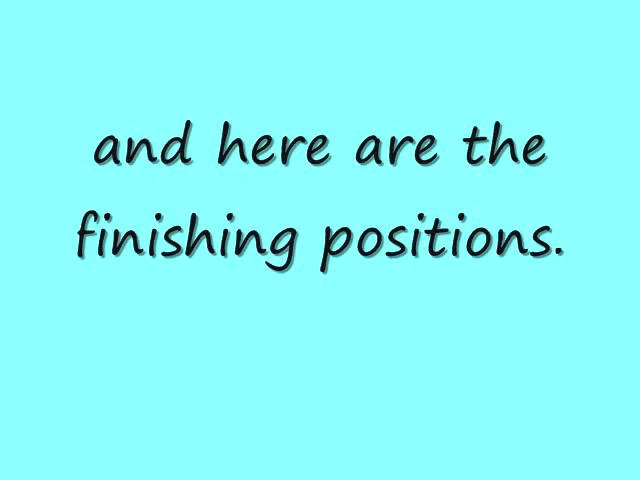 and here are the
finishing positions.